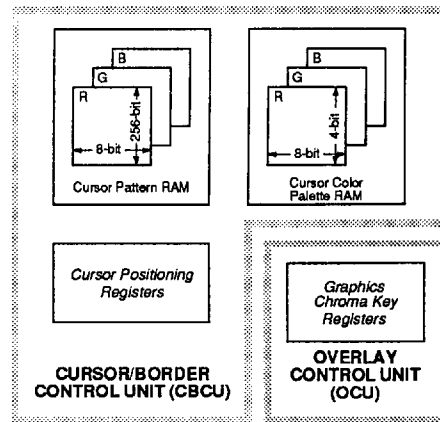 B
G
R
256-bit
8-bit
Cursor Pattern RAM
B
G
R
4-bit
8-bit
Cursor Color
Palette RAM
Cursor Positioning
Registers
Graphics
Chroma Key
Registers
CURSOR/BORDER
CONTROL UNIT (CBCU)
OVERLAY
CONTROL UNIT
(OCU)